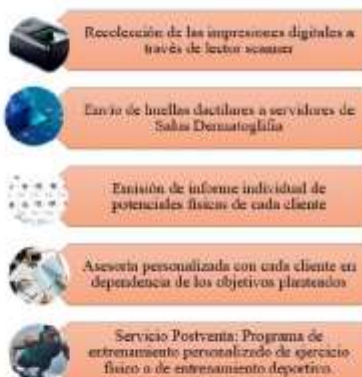 Recolección de las impresiones digitales a
través de lector scanner
Envío de huellas dactilares a servidores de
Salus Dermatoglifia
Emisión de informe individual de
potenciales físicas de cada cliente
Asesoría personalizada con cada cliente en
dependencia de los objetivos planteados
Servicio Postventa: Programa de
entrenamiento personalizado de ejercicio
físico o de entrenamiento deportivo.